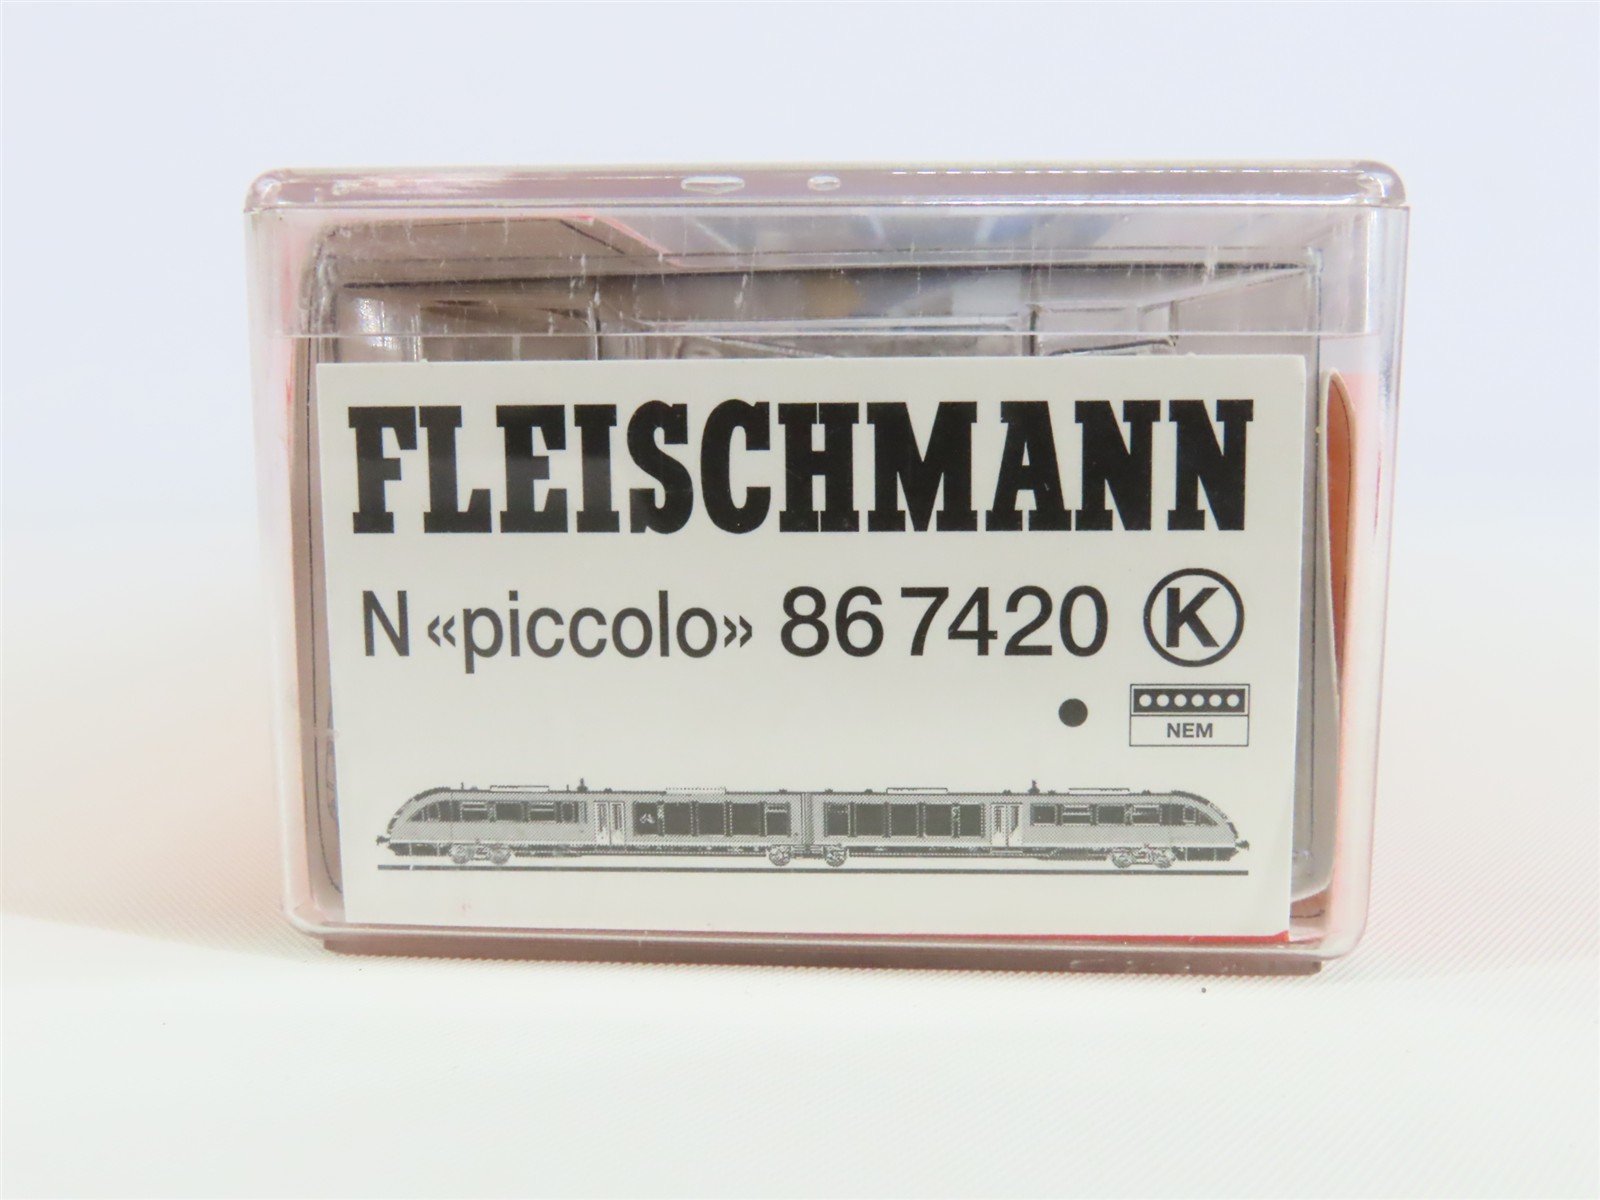 FLEISCHMANN
N «piccolo» 86 7420 K
NEM